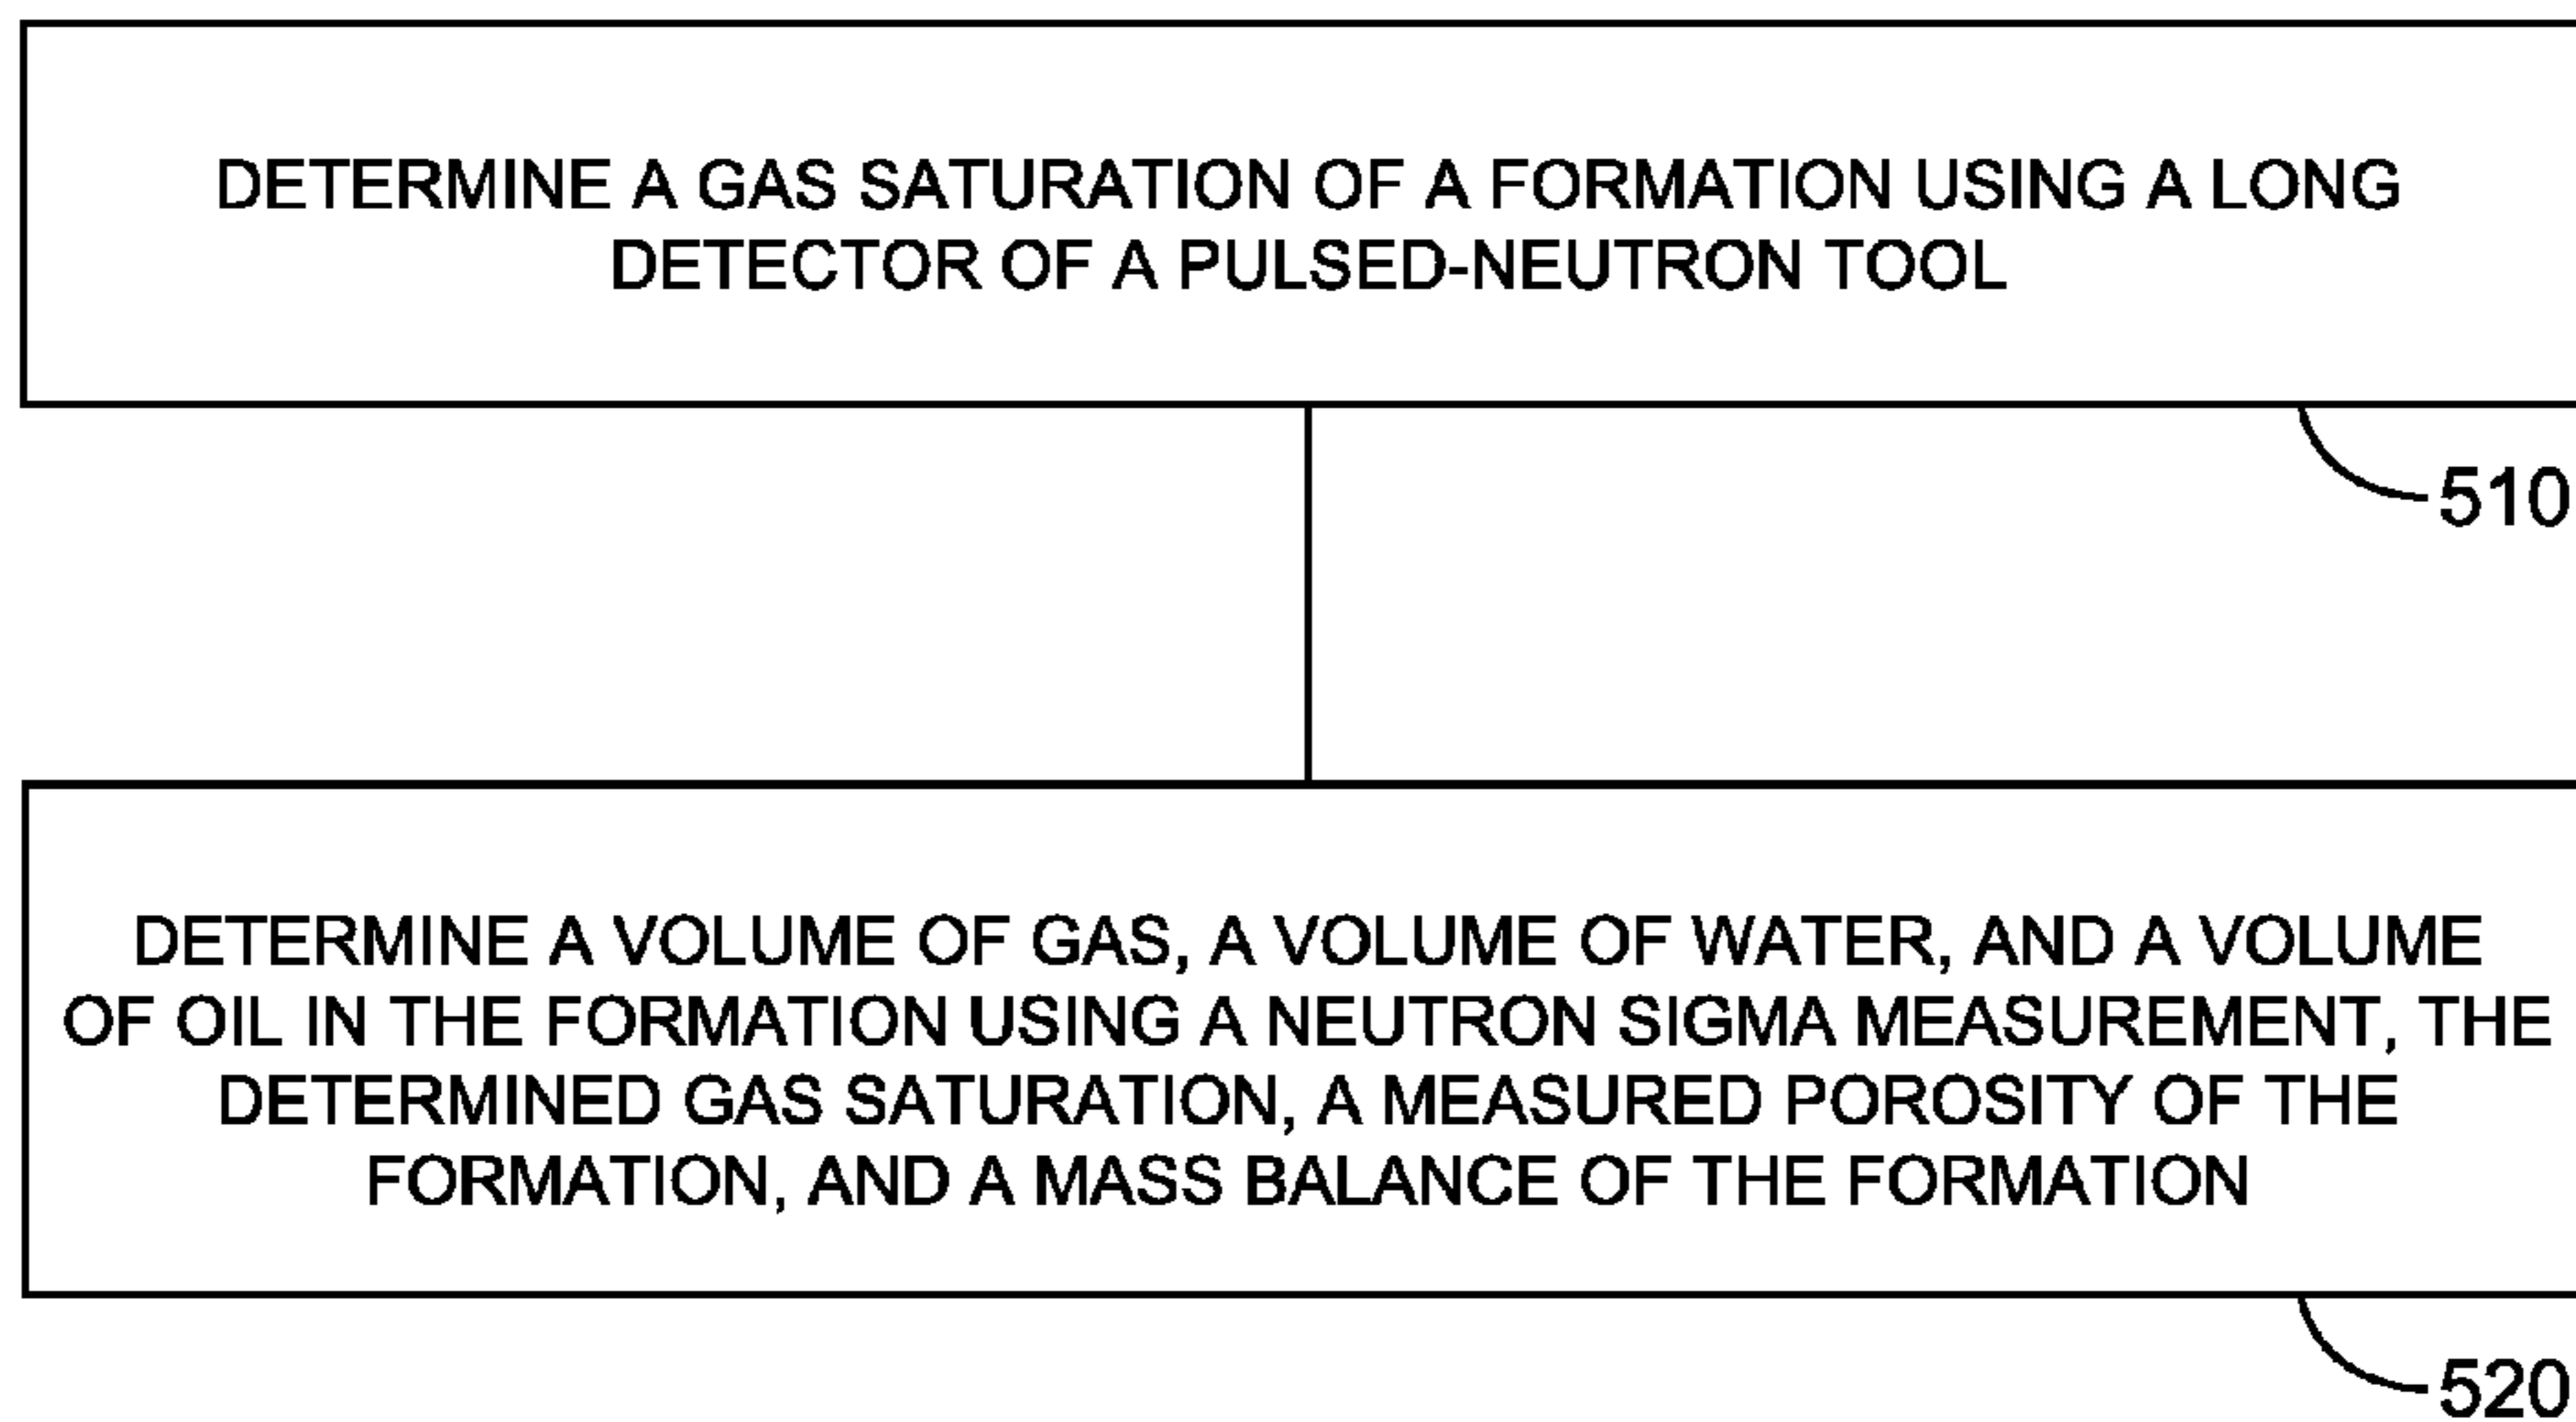 DETERMINE A GAS SATURATION OF A FORMATION USING A LONG
DETECTOR OF A PULSED-NEUTRON TOOL
510
DETERMINE A VOLUME OF GAS, A VOLUME OF WATER, AND A VOLUME
OF OIL IN THE FORMATION USING A NEUTRON SIGMA MEASUREMENT, THE
DETERMINED GAS SATURATION, A MEASURED POROSITY OF THE
FORMATION, AND A MASS BALANCE OF THE FORMATION
520